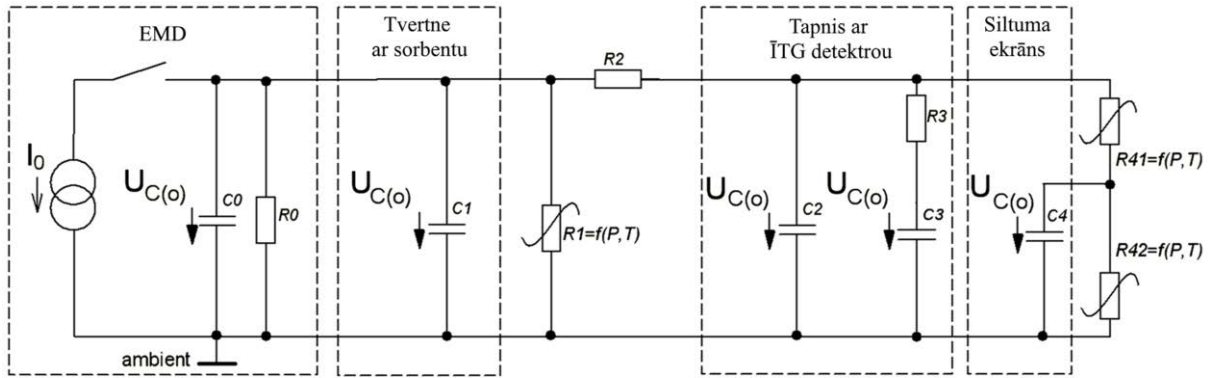 EMD
Tvertne
ar sorbentu
Tapnis ar
ĪTG detektrou
Siltuma
ekrāns
R2
R3
R41=f(P,T)
I0
UC(o)
C0
R0
UC(o)
C1
R1=f(P,T)
UC(o)
C2
UC(o)
C3
UC(o)
C4
R42=f(P,T)
ambient